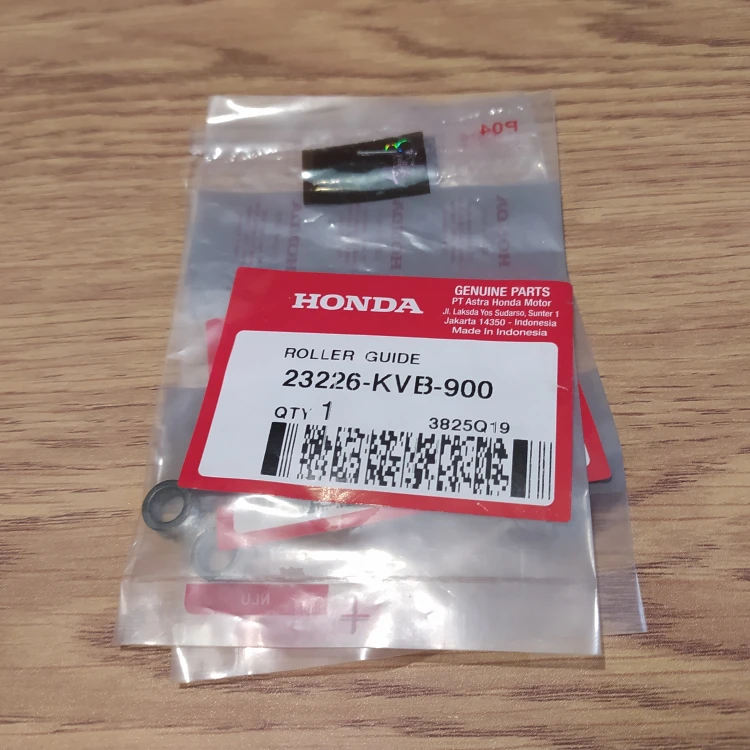 P04
HONDA
GENUINE PARTS
PT Astra Honda Motor
Jl. Laksda Yos Sudarso, Sunter 1
Jakarta 14350 - Indonesia
Made In Indonesia
ROLLER GUIDE
23226-KVB-900
QTY 1
3825Q19
NLU